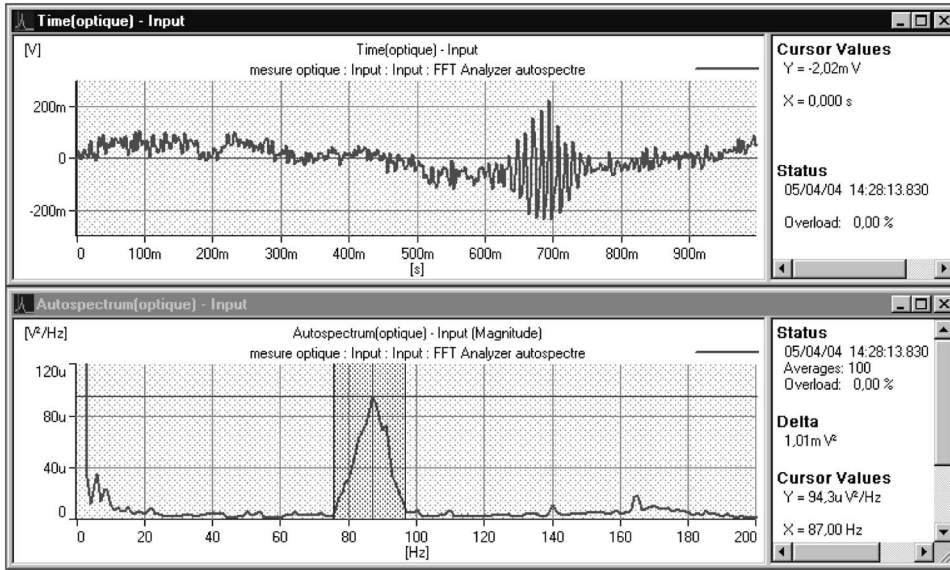 Time(optique) - Input
[V]
Time(optique) - Input
mesure optique : Input : Input : FFT Analyzer autospectre
200m
0
-200m
0 100m 200m 300m 400m 500m 600m 700m 800m 900m
[s]
Cursor Values
Y = -2,02m V
X = 0,000 s
Status
05/04/04 14:28:13.830
Overload: 0,00 %
Autospectrum(optique) - Input
[V²/Hz]
Autospectrum(optique) - Input (Magnitude)
mesure optique : Input : Input : FFT Analyzer autospectre
120u
80u
40u
0
0 20 40 60 80 100 120 140 160 180 200
[Hz]
Status
05/04/04 14:28:13.830
Averages: 100
Overload: 0,00 %
Delta
1,01m V²
Cursor Values
Y = 94,3u V²/Hz
X = 87,00 Hz